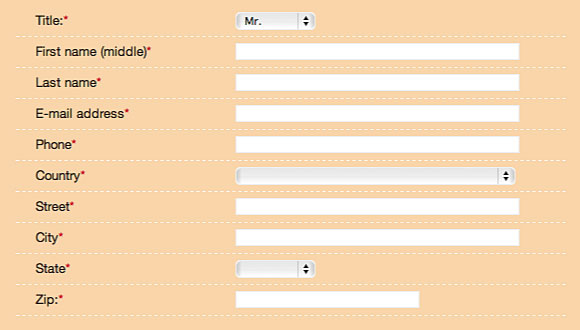 Title:* Mr.
First name (middle)*
Last name*
E-mail address*
Phone*
Country*
Street*
City*
State*
Zip:*